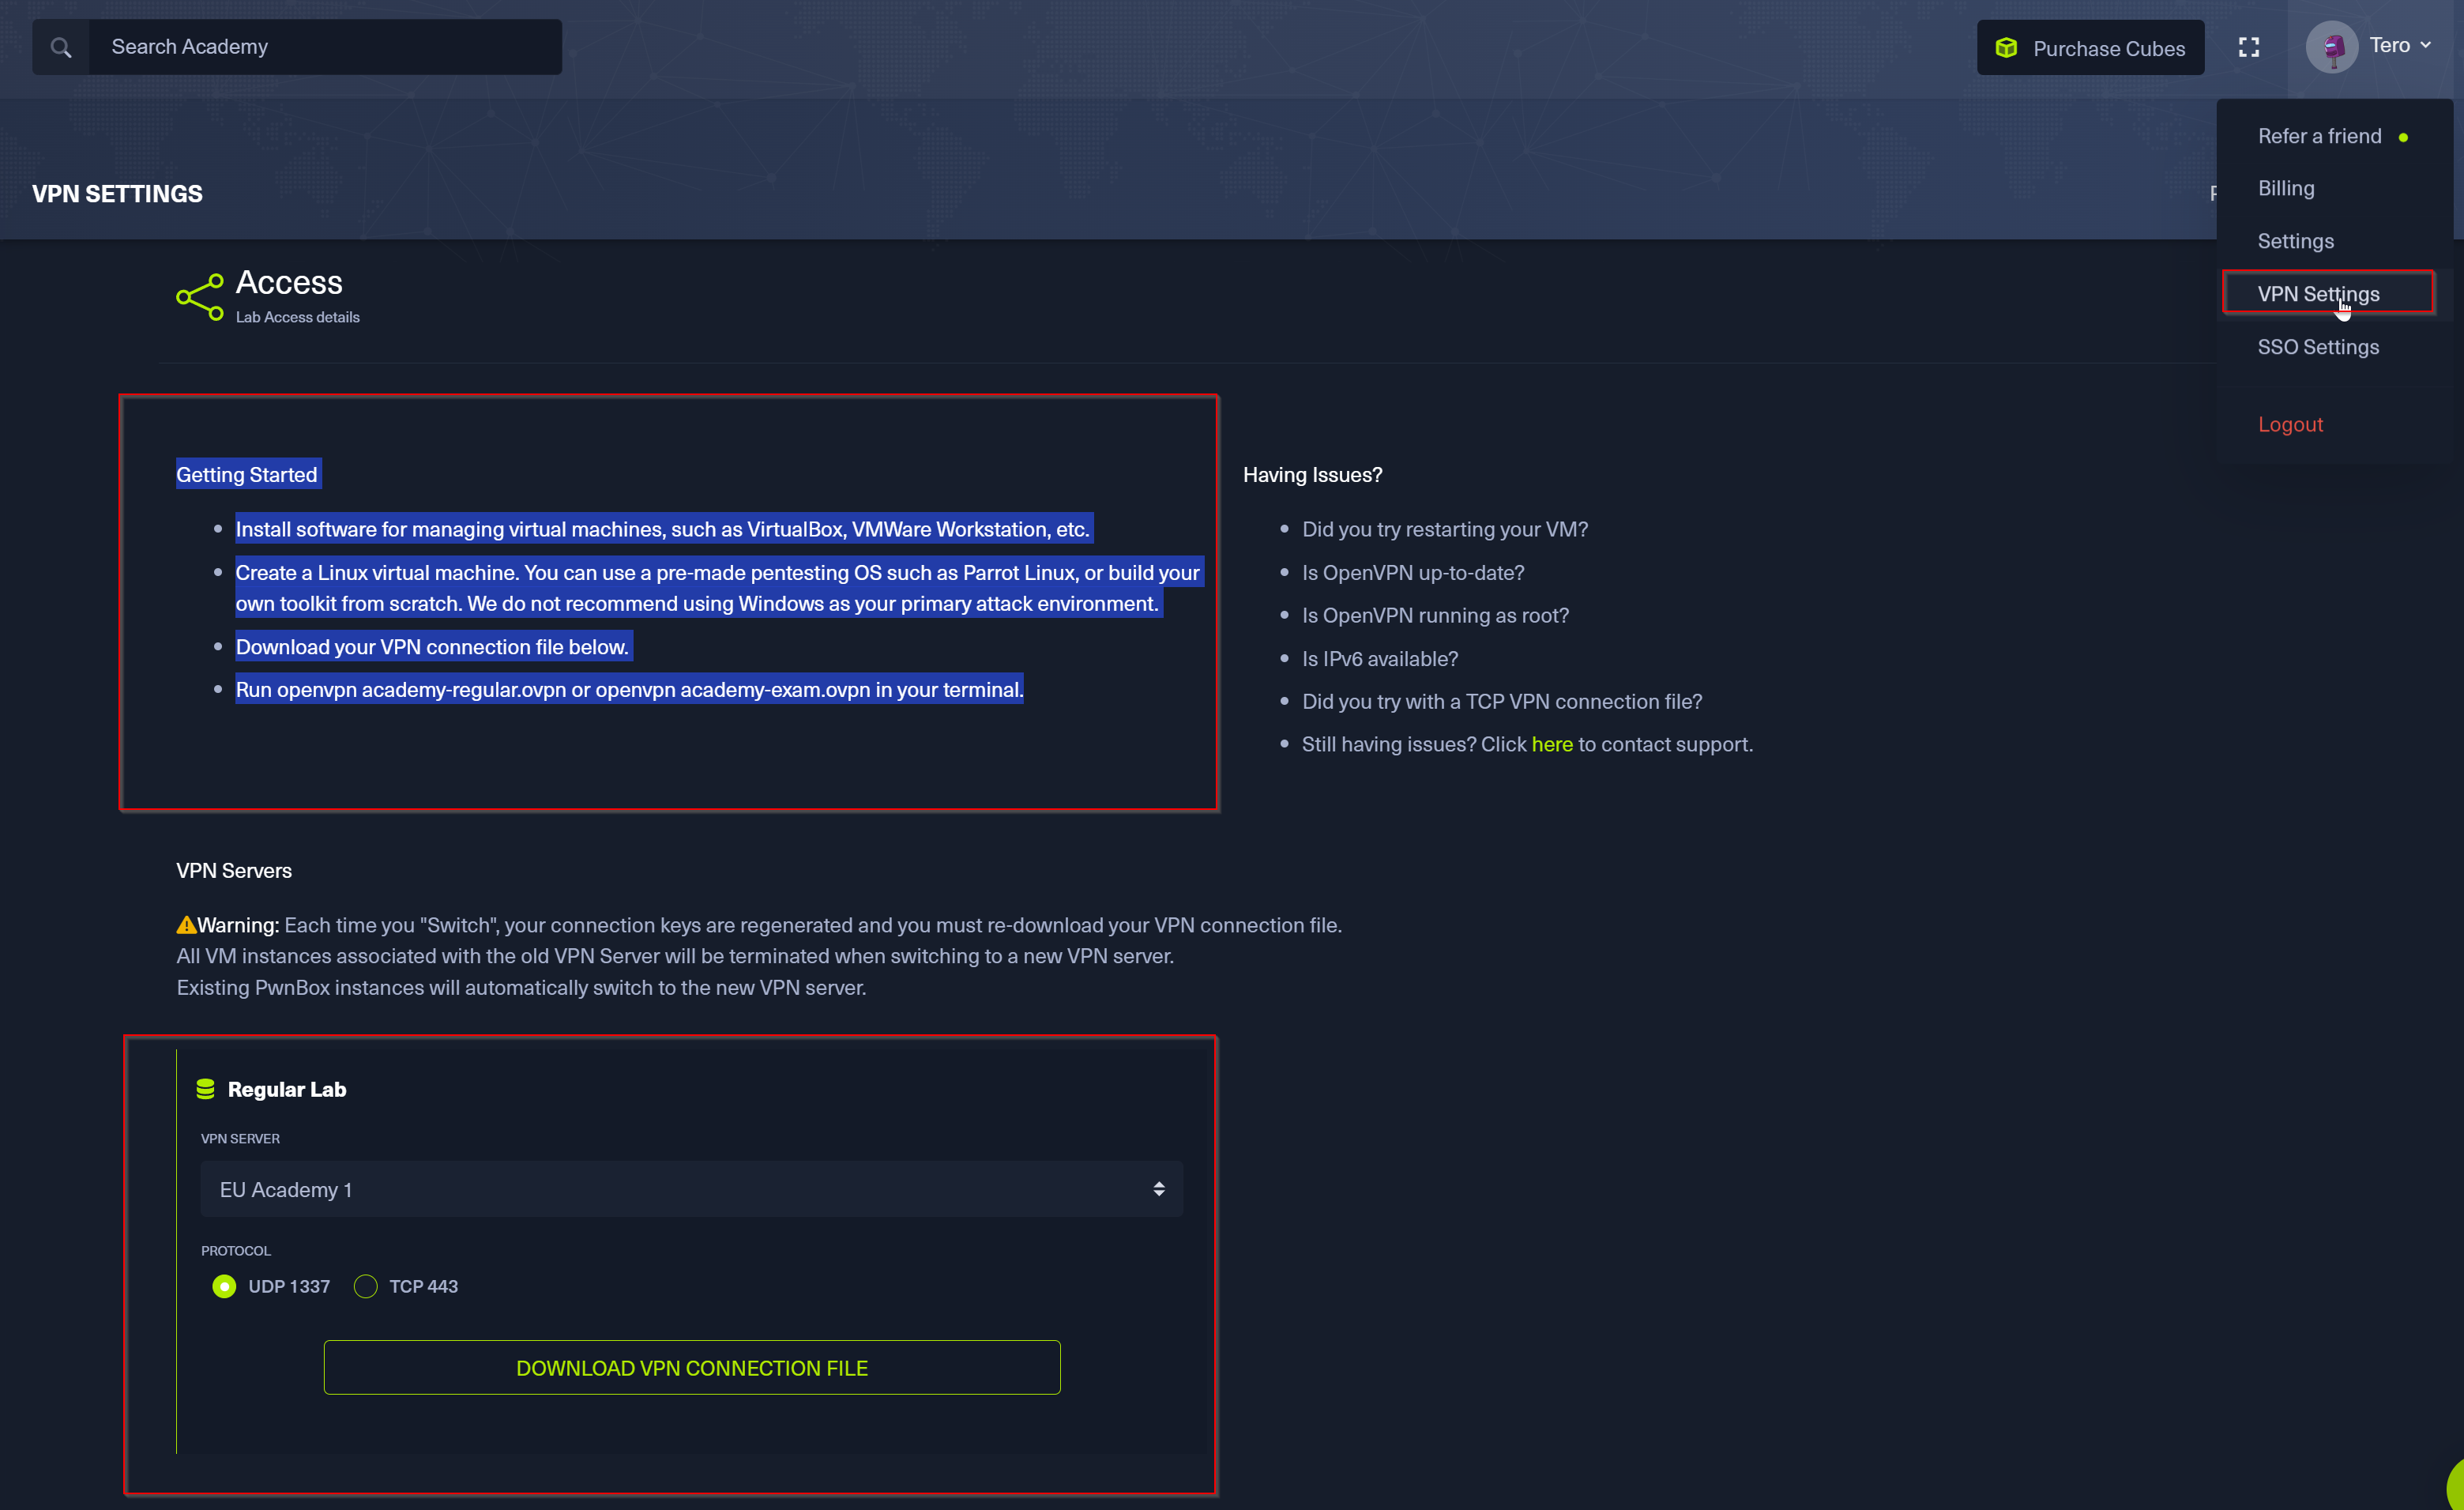 Search Academy
Purchase Cubes
Tero
Refer a friend
Billing
Settings
VPN Settings
SSO Settings
Logout
VPN SETTINGS
Access
Lab Access details
Getting Started
Install software for managing virtual machines, such as VirtualBox, VMWare Workstation, etc.
Create a Linux virtual machine. You can use a pre-made pentesting OS such as Parrot Linux, or build your
own toolkit from scratch. We do not recommend using Windows as your primary attack environment.
Download your VPN connection file below.
Run openvpn academy-regular.ovpn or openvpn academy-exam.ovpn in your terminal.
Having Issues?
Did you try restarting your VM?
Is OpenVPN up-to-date?
Is OpenVPN running as root?
Is IPv6 available?
Did you try with a TCP VPN connection file?
Still having issues? Click here to contact support.
VPN Servers
Warning: Each time you "Switch", your connection keys are regenerated and you must re-download your VPN connection file.
All VM instances associated with the old VPN Server will be terminated when switching to a new VPN server.
Existing PwnBox instances will automatically switch to the new VPN server.
Regular Lab
VPN SERVER
EU Academy 1
PROTOCOL
UDP 1337 TCP 443
DOWNLOAD VPN CONNECTION FILE